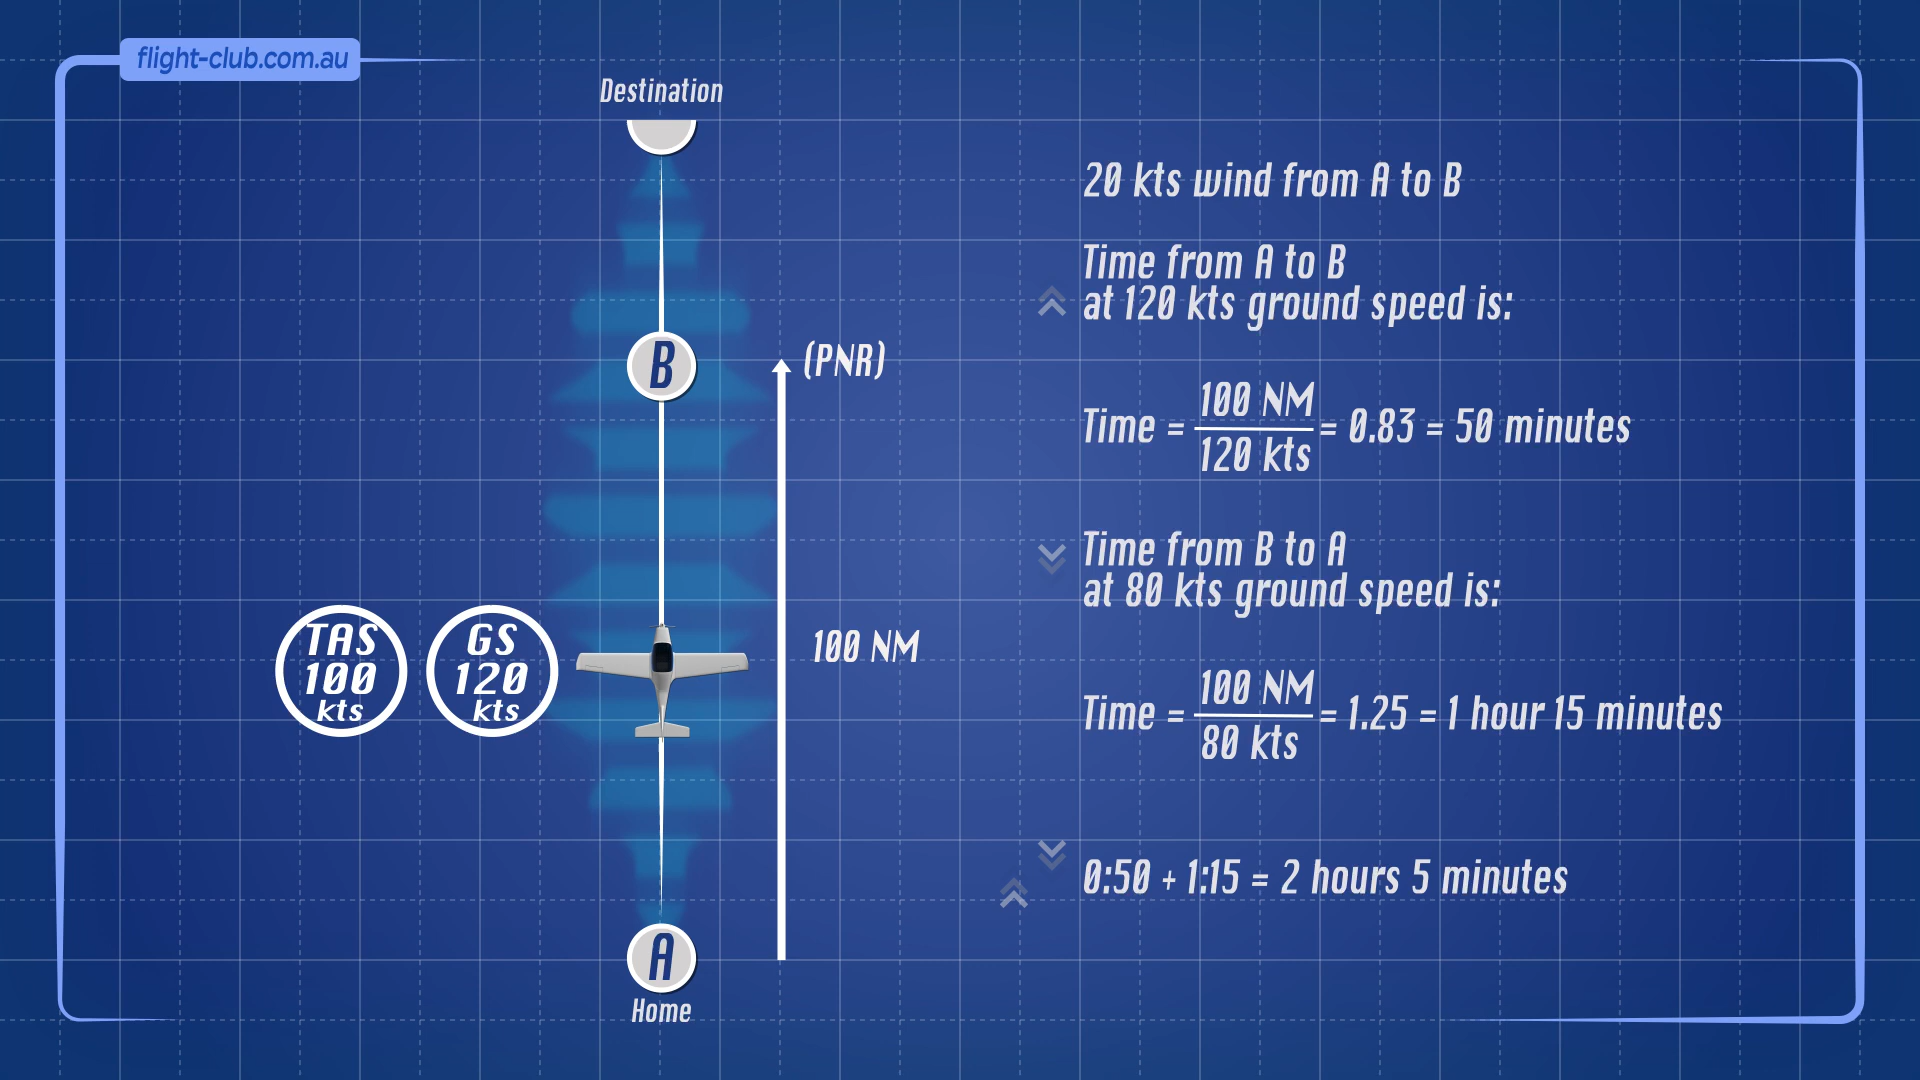 flight-club.com.au
Destination
B
(PNR)
TAS
100
kts
GS
120
kts
100 NM
A
Home
20 kts wind from A to B
Time from A to B
at 120 kts ground speed is:
Time = 100 NM / 120 kts = 0.83 = 50 minutes
Time from B to A
at 80 kts ground speed is:
Time = 100 NM / 80 kts = 1.25 = 1 hour 15 minutes
0:50 + 1:15 = 2 hours 5 minutes